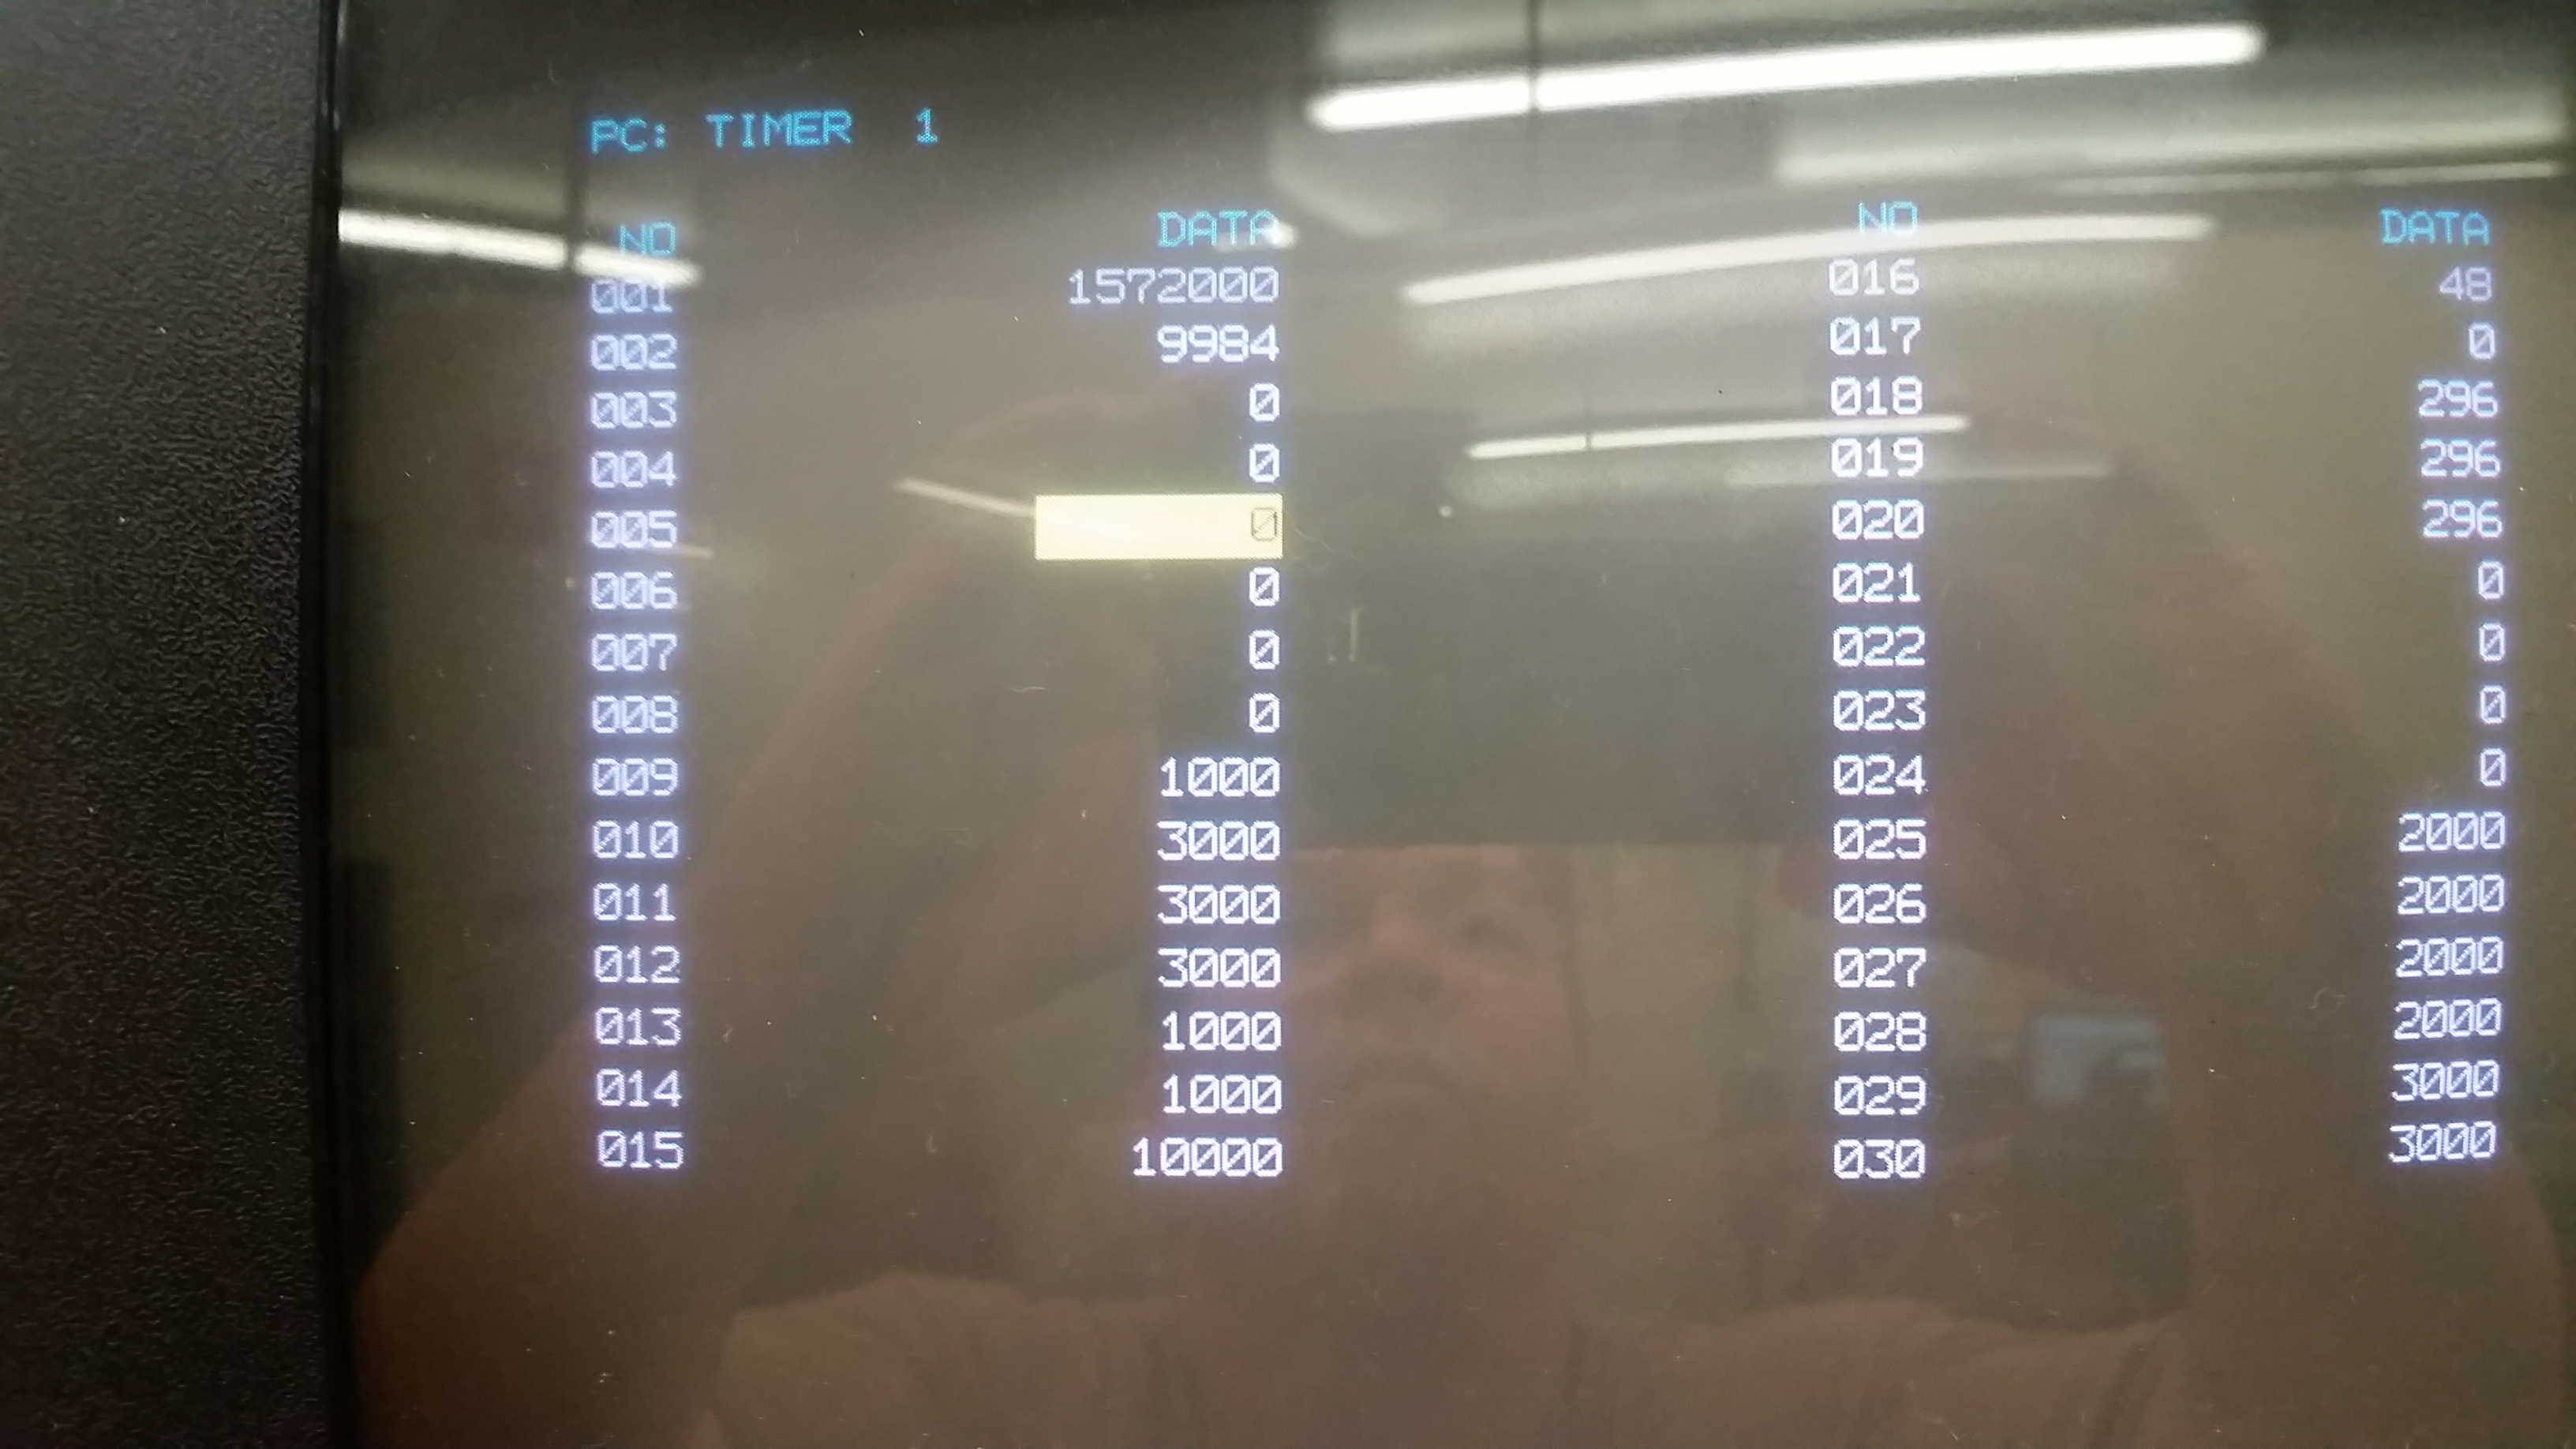 PC: TIMER 1
NO DATA NO DATA
001 1572000 016 48
002 9984 017 0
003 0 018 296
004 0 019 296
005 0 020 296
006 0 021 0
007 0 022 0
008 0 023 0
009 1000 024 0
010 3000 025 2000
011 3000 026 2000
012 3000 027 2000
013 1000 028 2000
014 1000 029 3000
015 10000 030 3000